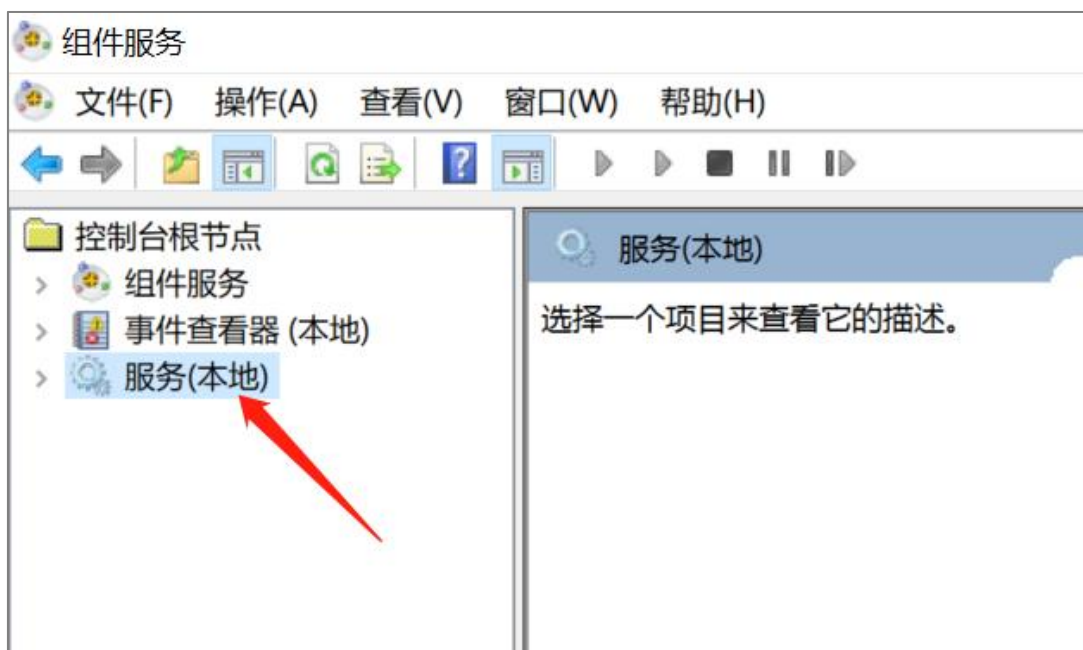 组件服务
文件(F) 操作(A) 查看(V) 窗口(W) 帮助(H)
控制台根节点
组件服务
事件查看器 (本地)
服务(本地)
服务(本地)
选择一个项目来查看它的描述。